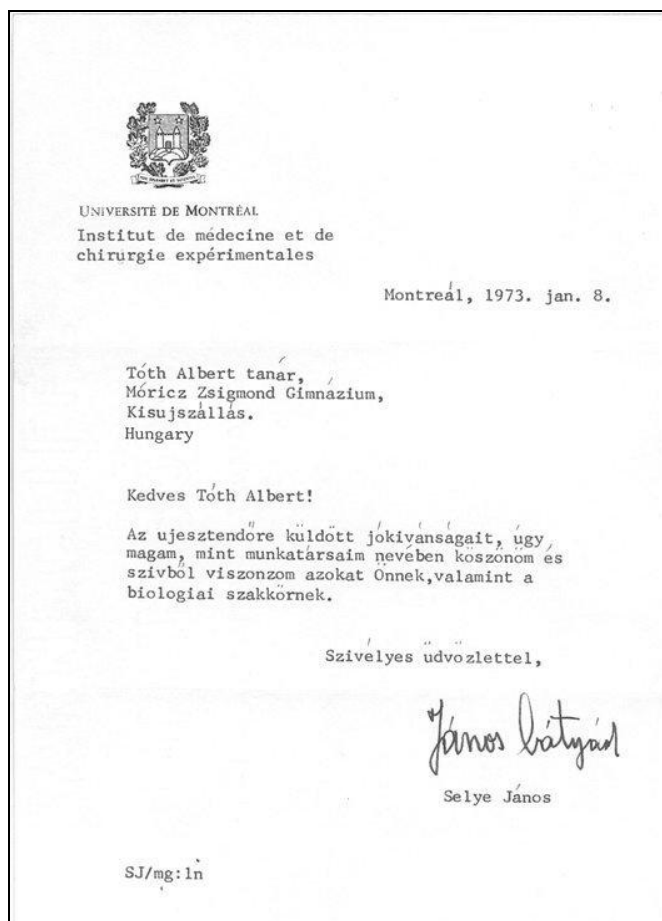 UNIVERSITÉ DE MONTRÉAL
Institut de médecine et de
chirurgie expérimentales
Montreál, 1973. jan. 8.
Tóth Albert tanár,
Móricz Zsigmond Gimnázium,
Kisujszállás.
Hungary
Kedves Tóth Albert!
Az ujesztendőre küldött jókivánságait, úgy
magam, mint munkatársaim nevében köszönöm és
szivből viszonzom azokat Önnek,valamint a
biologiai szakkörnek.
Szivélyes üdvözlettel,
János bátyád
Selye János
SJ/mg:ln